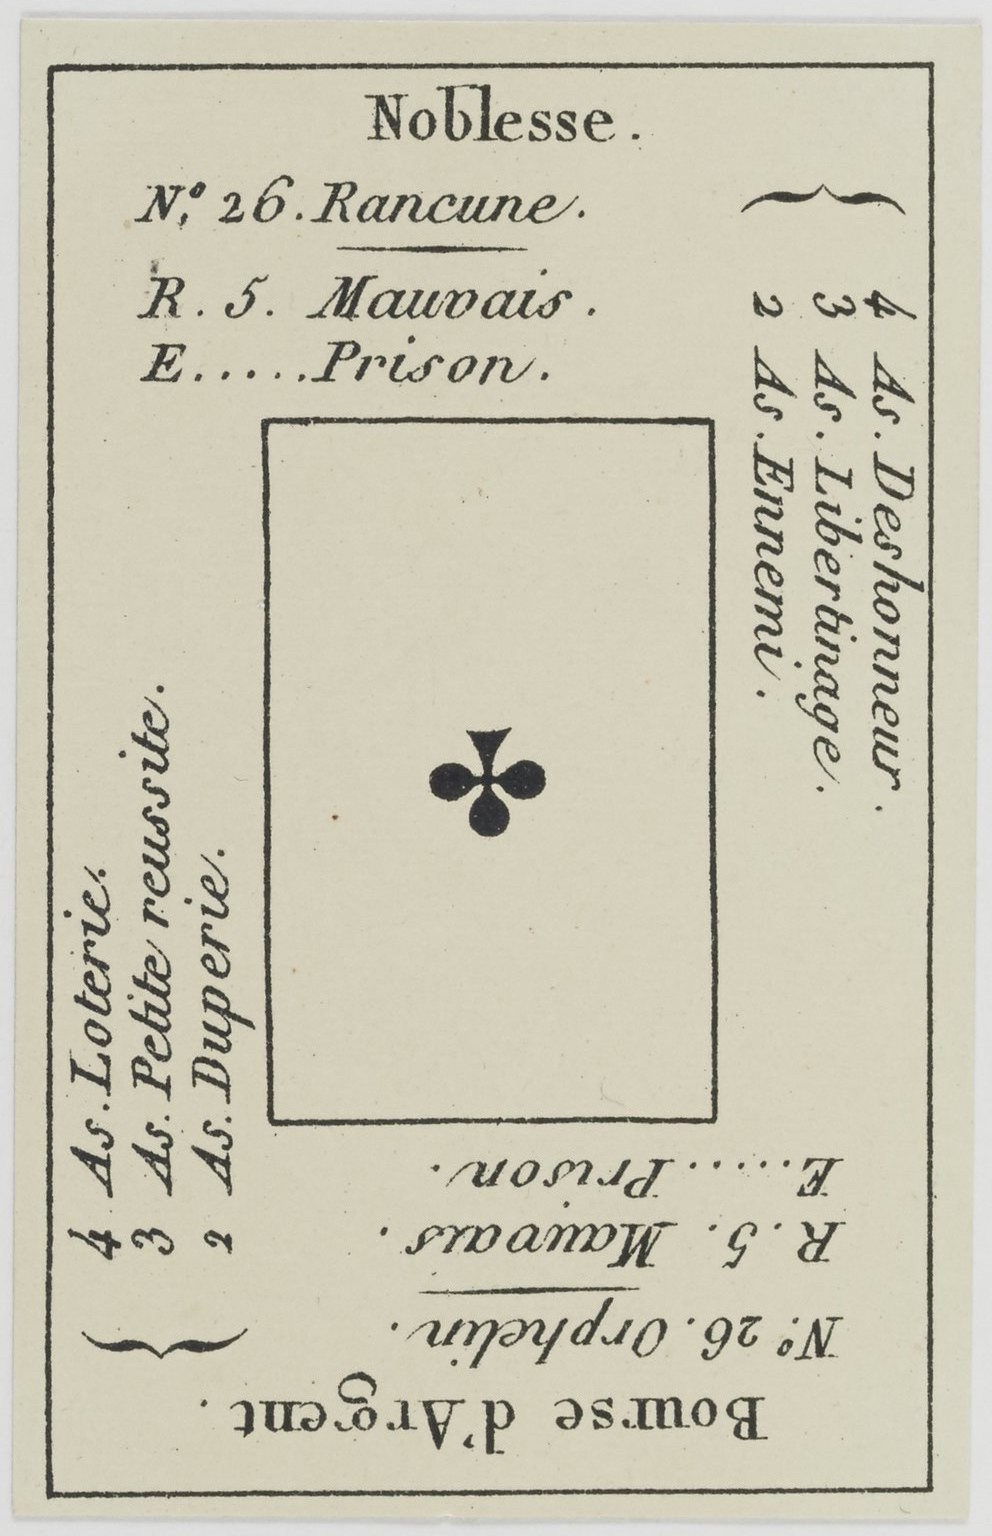 Noblesse.
N.º 26. Rancune.
R. 5. Mauvais.
E.....Prison.
4 As. Deshonneur.
3 As. Libertinage.
2 As. Ennemi.
4 As. Loterie.
3 As. Petite reussite.
2 As. Duperie.
Bourse d'Argent.
N.º 26. Orphelin.
R. 5. Mauvais.
E.....Prison.